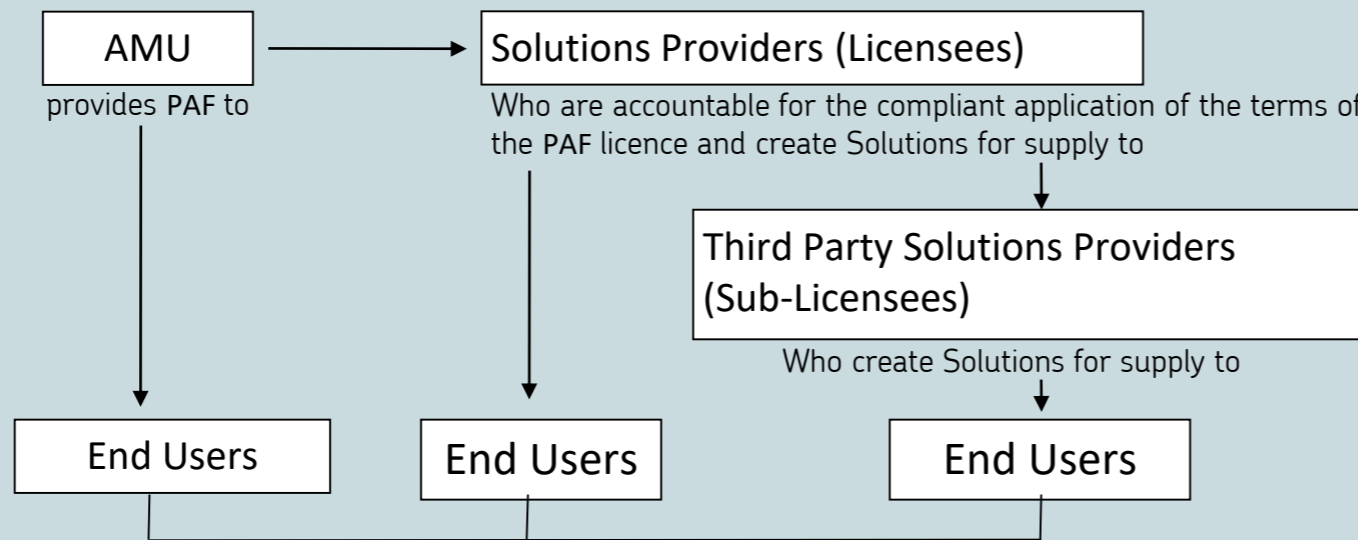 AMU
Solutions Providers (Licensees)
provides PAF to
Who are accountable for the compliant application of the terms of
the PAF licence and create Solutions for supply to
Third Party Solutions Providers
(Sub-Licensees)
Who create Solutions for supply to
End Users
End Users
End Users